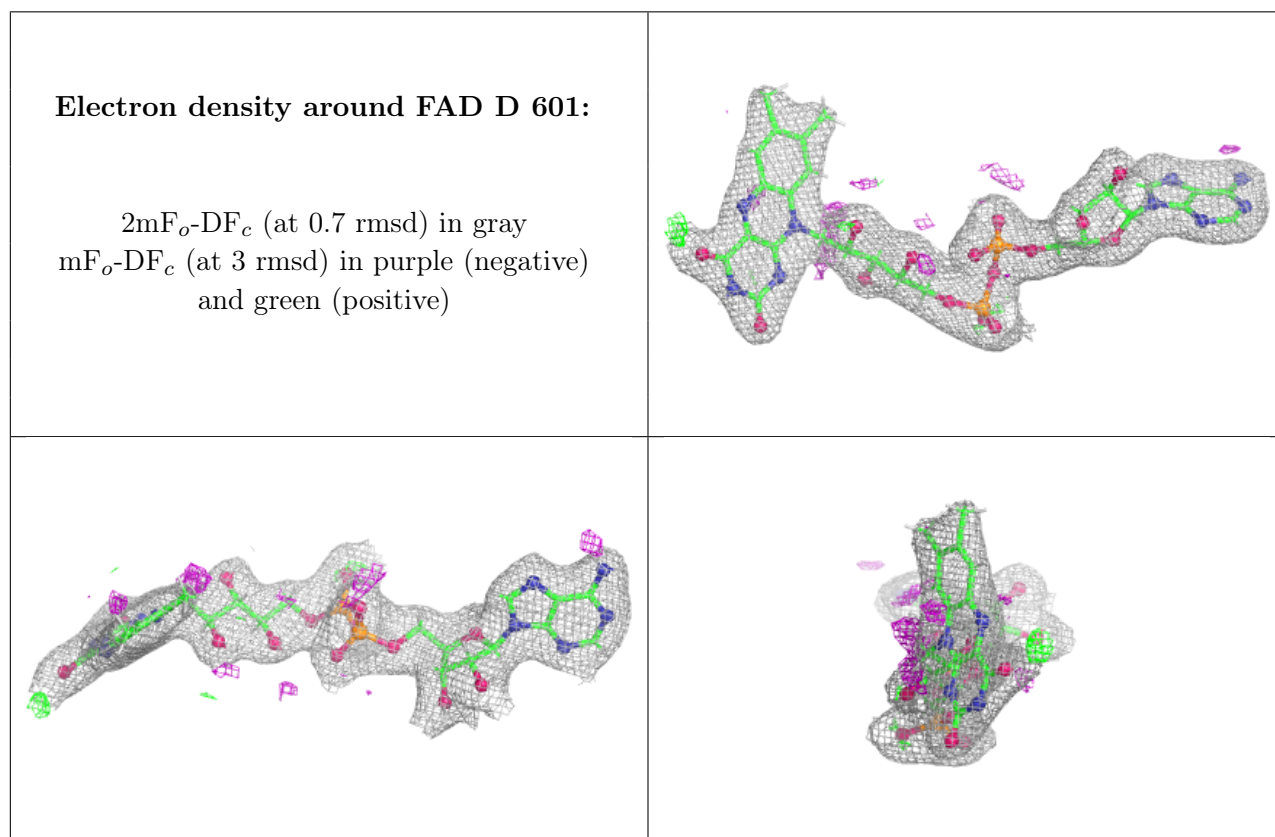 Electron density around FAD D 601:
2mFₒ-DF𝒸 (at 0.7 rmsd) in gray
mFₒ-DF𝒸 (at 3 rmsd) in purple (negative)
and green (positive)